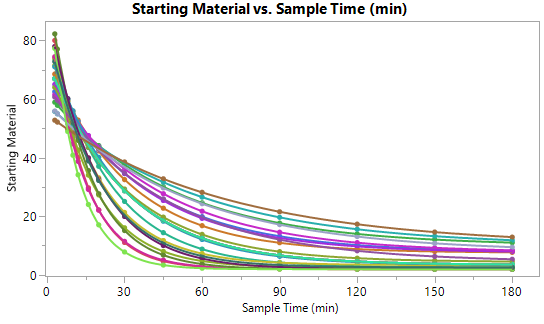 Starting Material vs. Sample Time (min)
80
60
40
20
0
Starting Material
0 30 60 90 120 150 180
Sample Time (min)